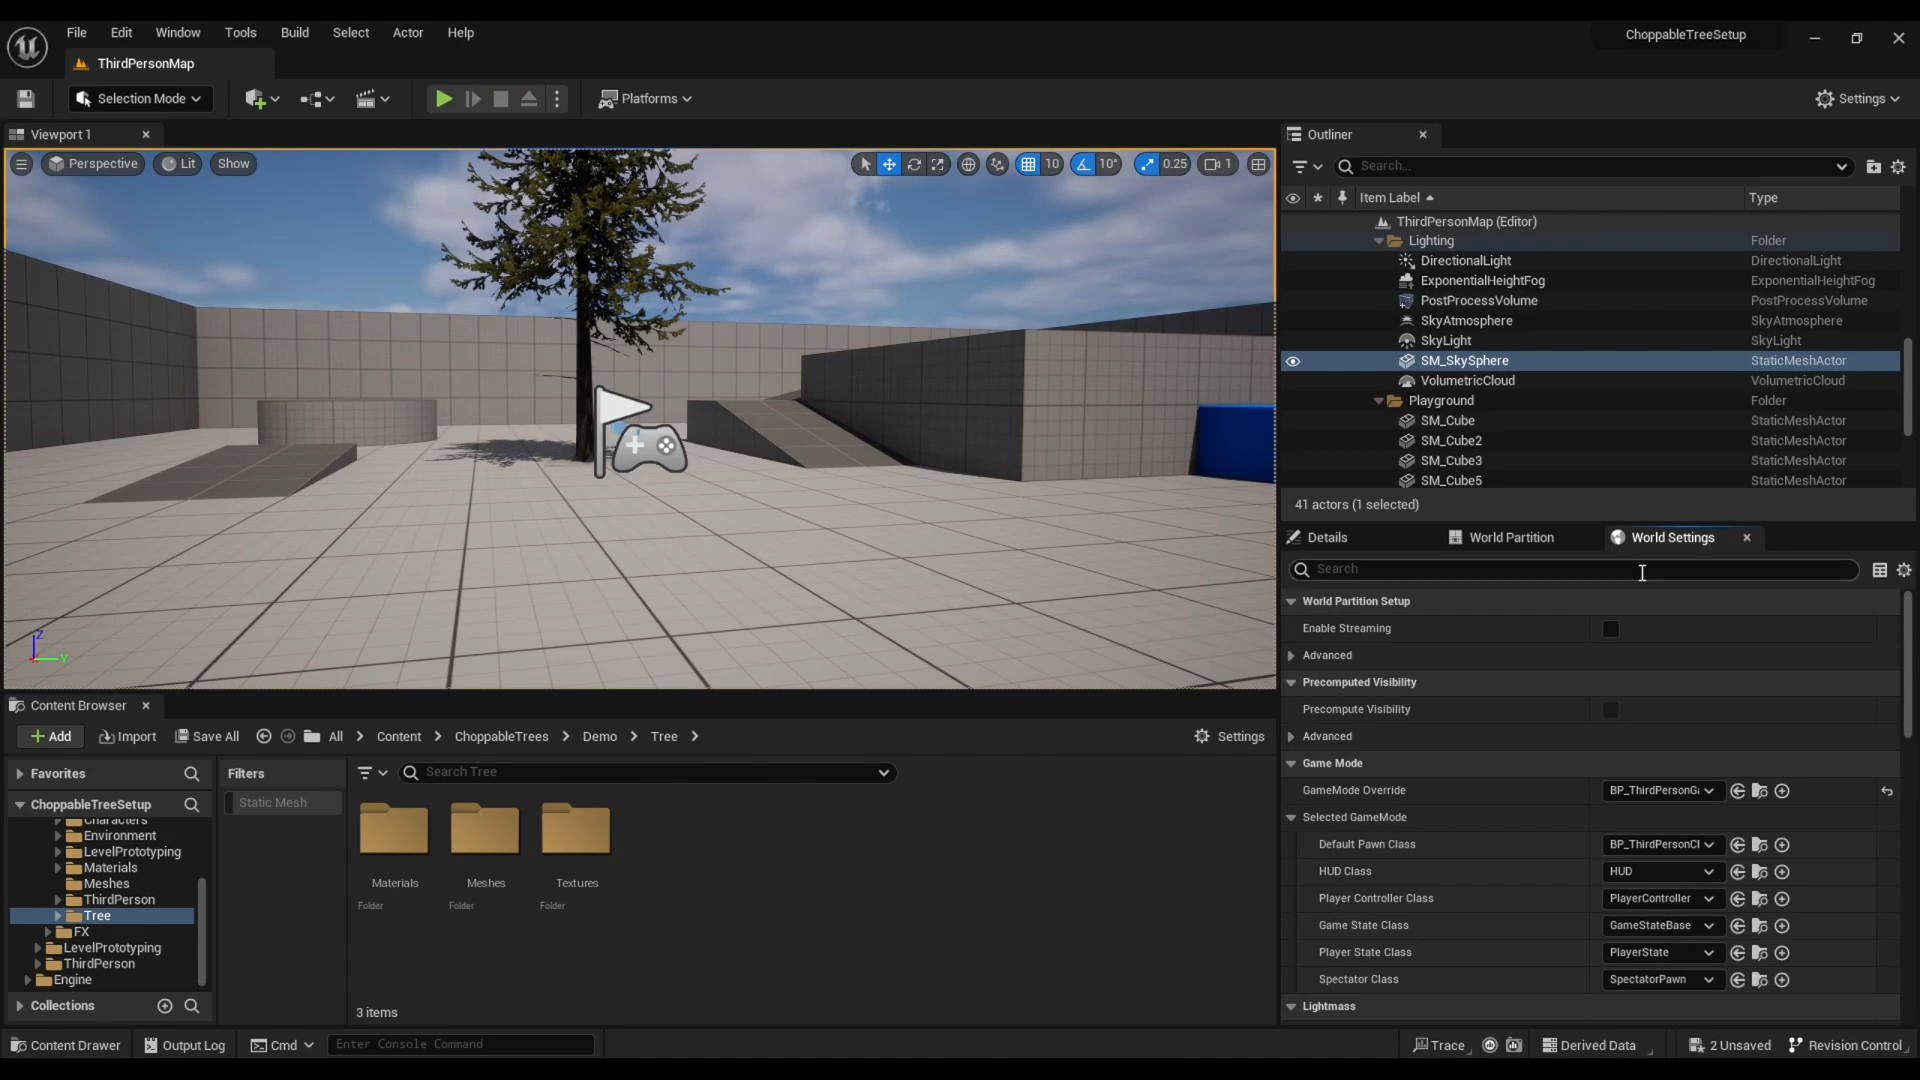 File Edit Window Tools Build Select Actor Help
ChoppableTreeSetup
ThirdPersonMap
Selection Mode
Platforms
Settings
Viewport 1
Perspective
Lit
Show
10
10°
0.25
1
Outliner
Search...
Item Label
Type
ThirdPersonMap (Editor)
Lighting Folder
DirectionalLight DirectionalLight
ExponentialHeightFog ExponentialHeightFog
PostProcessVolume PostProcessVolume
SkyAtmosphere SkyAtmosphere
SkyLight SkyLight
SM_SkySphere StaticMeshActor
VolumetricCloud VolumetricCloud
Playground Folder
SM_Cube StaticMeshActor
SM_Cube2 StaticMeshActor
SM_Cube3 StaticMeshActor
SM_Cube5 StaticMeshActor
41 actors (1 selected)
Details
World Partition
World Settings
Search
World Partition Setup
Enable Streaming
Advanced
Precomputed Visibility
Precompute Visibility
Advanced
Game Mode
GameMode Override BP_ThirdPersonGa
Selected GameMode
Default Pawn Class BP_ThirdPersonCl
HUD Class HUD
Player Controller Class PlayerController
Game State Class GameStateBase
Player State Class PlayerState
Spectator Class SpectatorPawn
Lightmass
Z
Y
Content Browser
Add
Import
Save All
All > Content > ChoppableTrees > Demo > Tree >
Settings
Favorites
ChoppableTreeSetup
Characters
Environment
LevelPrototyping
Materials
Meshes
ThirdPerson
Tree
FX
LevelPrototyping
ThirdPerson
Engine
Collections
Filters
Static Mesh
Search Tree
Materials Meshes Textures
Folder Folder Folder
3 items
Content Drawer
Output Log
Cmd
Enter Console Command
Trace
Derived Data
2 Unsaved
Revision Control